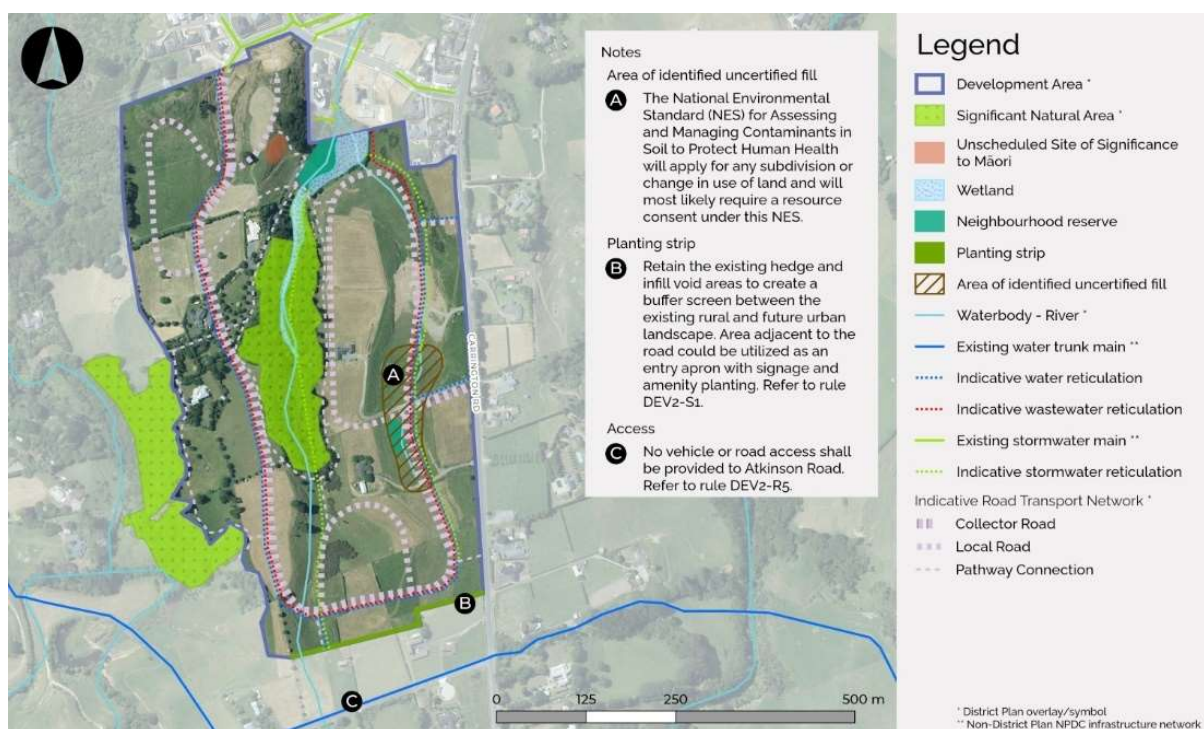 Notes
Area of identified uncertified fill
A
The National Environmental
Standard (NES) for Assessing
and Managing Contaminants in
Soil to Protect Human Health
will apply for any subdivision or
change in use of land and will
most likely require a resource
consent under this NES.
Planting strip
B
Retain the existing hedge and
infill void areas to create a
buffer screen between the
existing rural and future urban
landscape. Area adjacent to the
road could be utilized as an
entry apron with signage and
amenity planting. Refer to rule
DEV2-S1.
Access
C
No vehicle or road access shall
be provided to Atkinson Road.
Refer to rule DEV2-R5.
A
CARRINGTON RD
B
C
0 125 250 500 m
Legend
Development Area *
Significant Natural Area *
Unscheduled Site of Significance
to Māori
Wetland
Neighbourhood reserve
Planting strip
Area of identified uncertified fill
Waterbody - River *
Existing water trunk main **
Indicative water reticulation
Indicative wastewater reticulation
Existing stormwater main **
Indicative stormwater reticulation
Indicative Road Transport Network *
Collector Road
Local Road
Pathway Connection
* District Plan overlay/symbol
** Non-District Plan NPDC infrastructure network